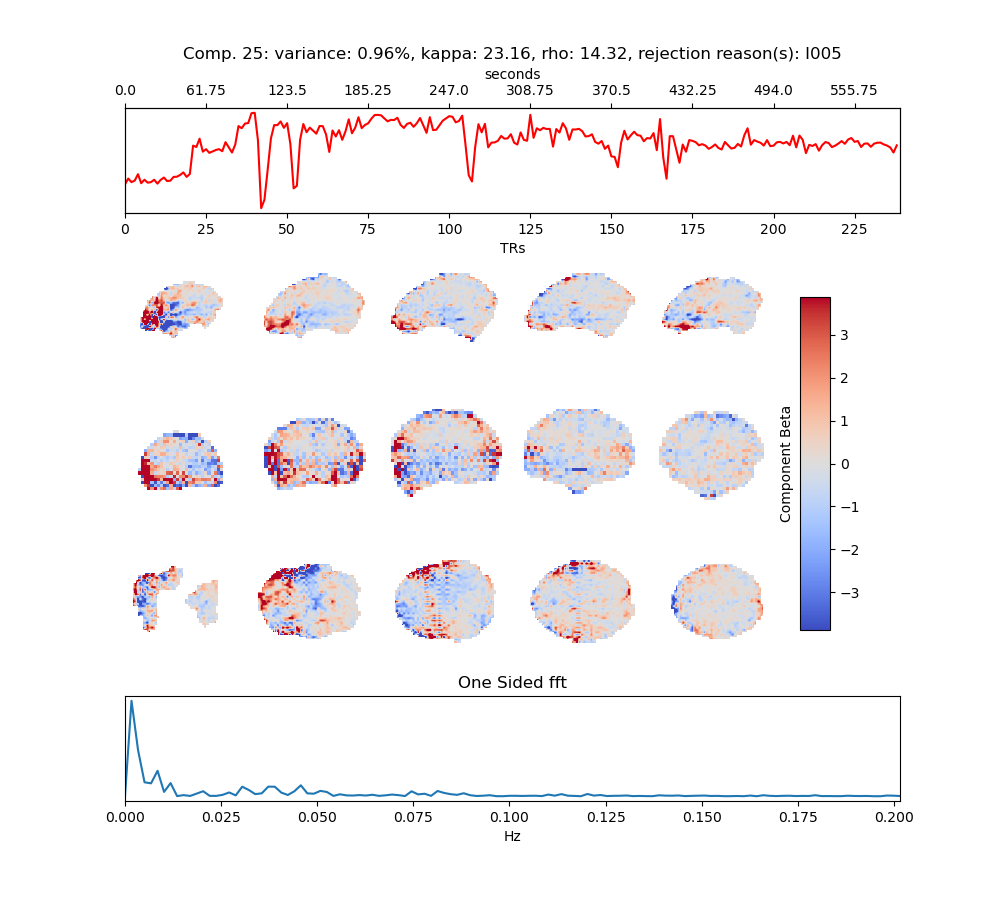 Comp. 25: variance: 0.96%, kappa: 23.16, rho: 14.32, rejection reason(s): I005
seconds
0.0 61.75 123.5 185.25 247.0 308.75 370.5 432.25 494.0 555.75
0 25 50 75 100 125 150 175 200 225
TRs
3
2
1
0
−1
−2
−3
Component Beta
One Sided fft
0.000 0.025 0.050 0.075 0.100 0.125 0.150 0.175 0.200
Hz